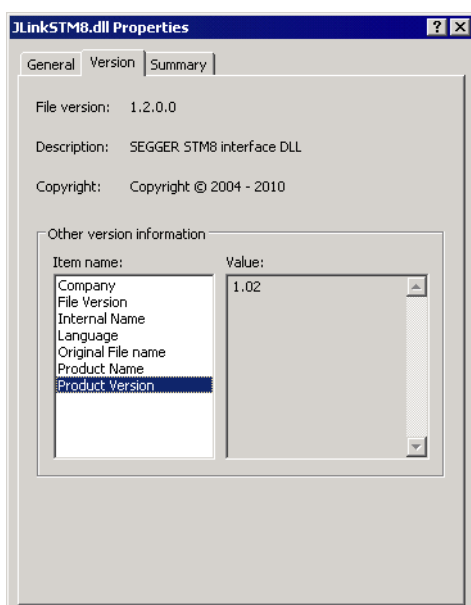 JLinkSTM8.dll Properties
General Version Summary
File version: 1.2.0.0
Description: SEGGER STM8 interface DLL
Copyright: Copyright © 2004 - 2010
Other version information
Item name: Value:
Company 1.02
File Version
Internal Name
Language
Original File name
Product Name
Product Version